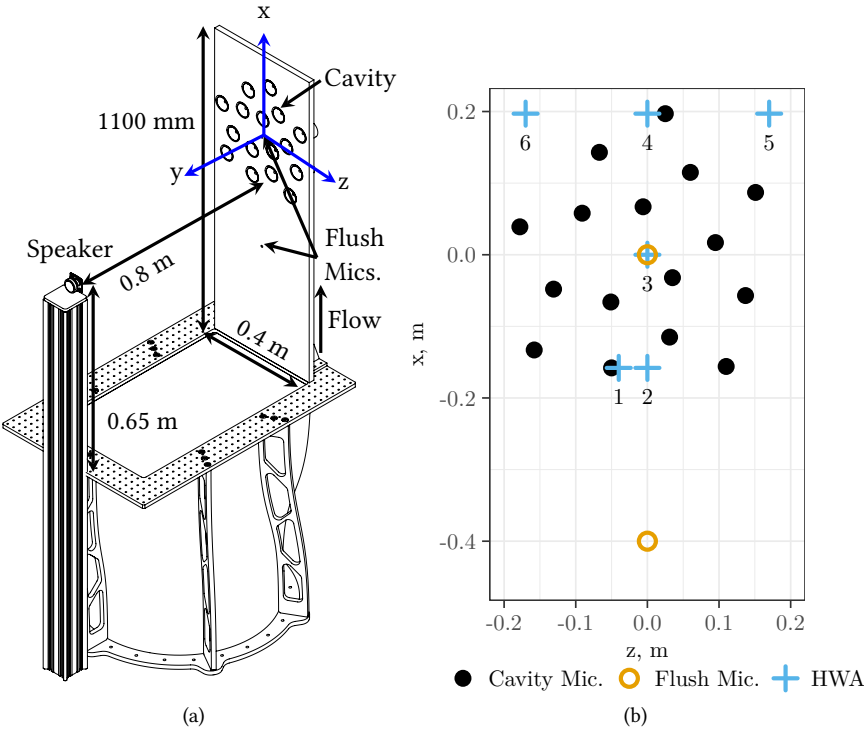 x
Cavity
1100 mm
y
z
Speaker
0.8 m
Flush
Mics.
0.4 m
Flow
0.65 m
(a)
0.2
0.0
-0.2
-0.4
x, m
6
4
5
3
1
2
-0.2
-0.1
0.0
0.1
0.2
z, m
Cavity Mic.
Flush Mic.
HWA
(b)